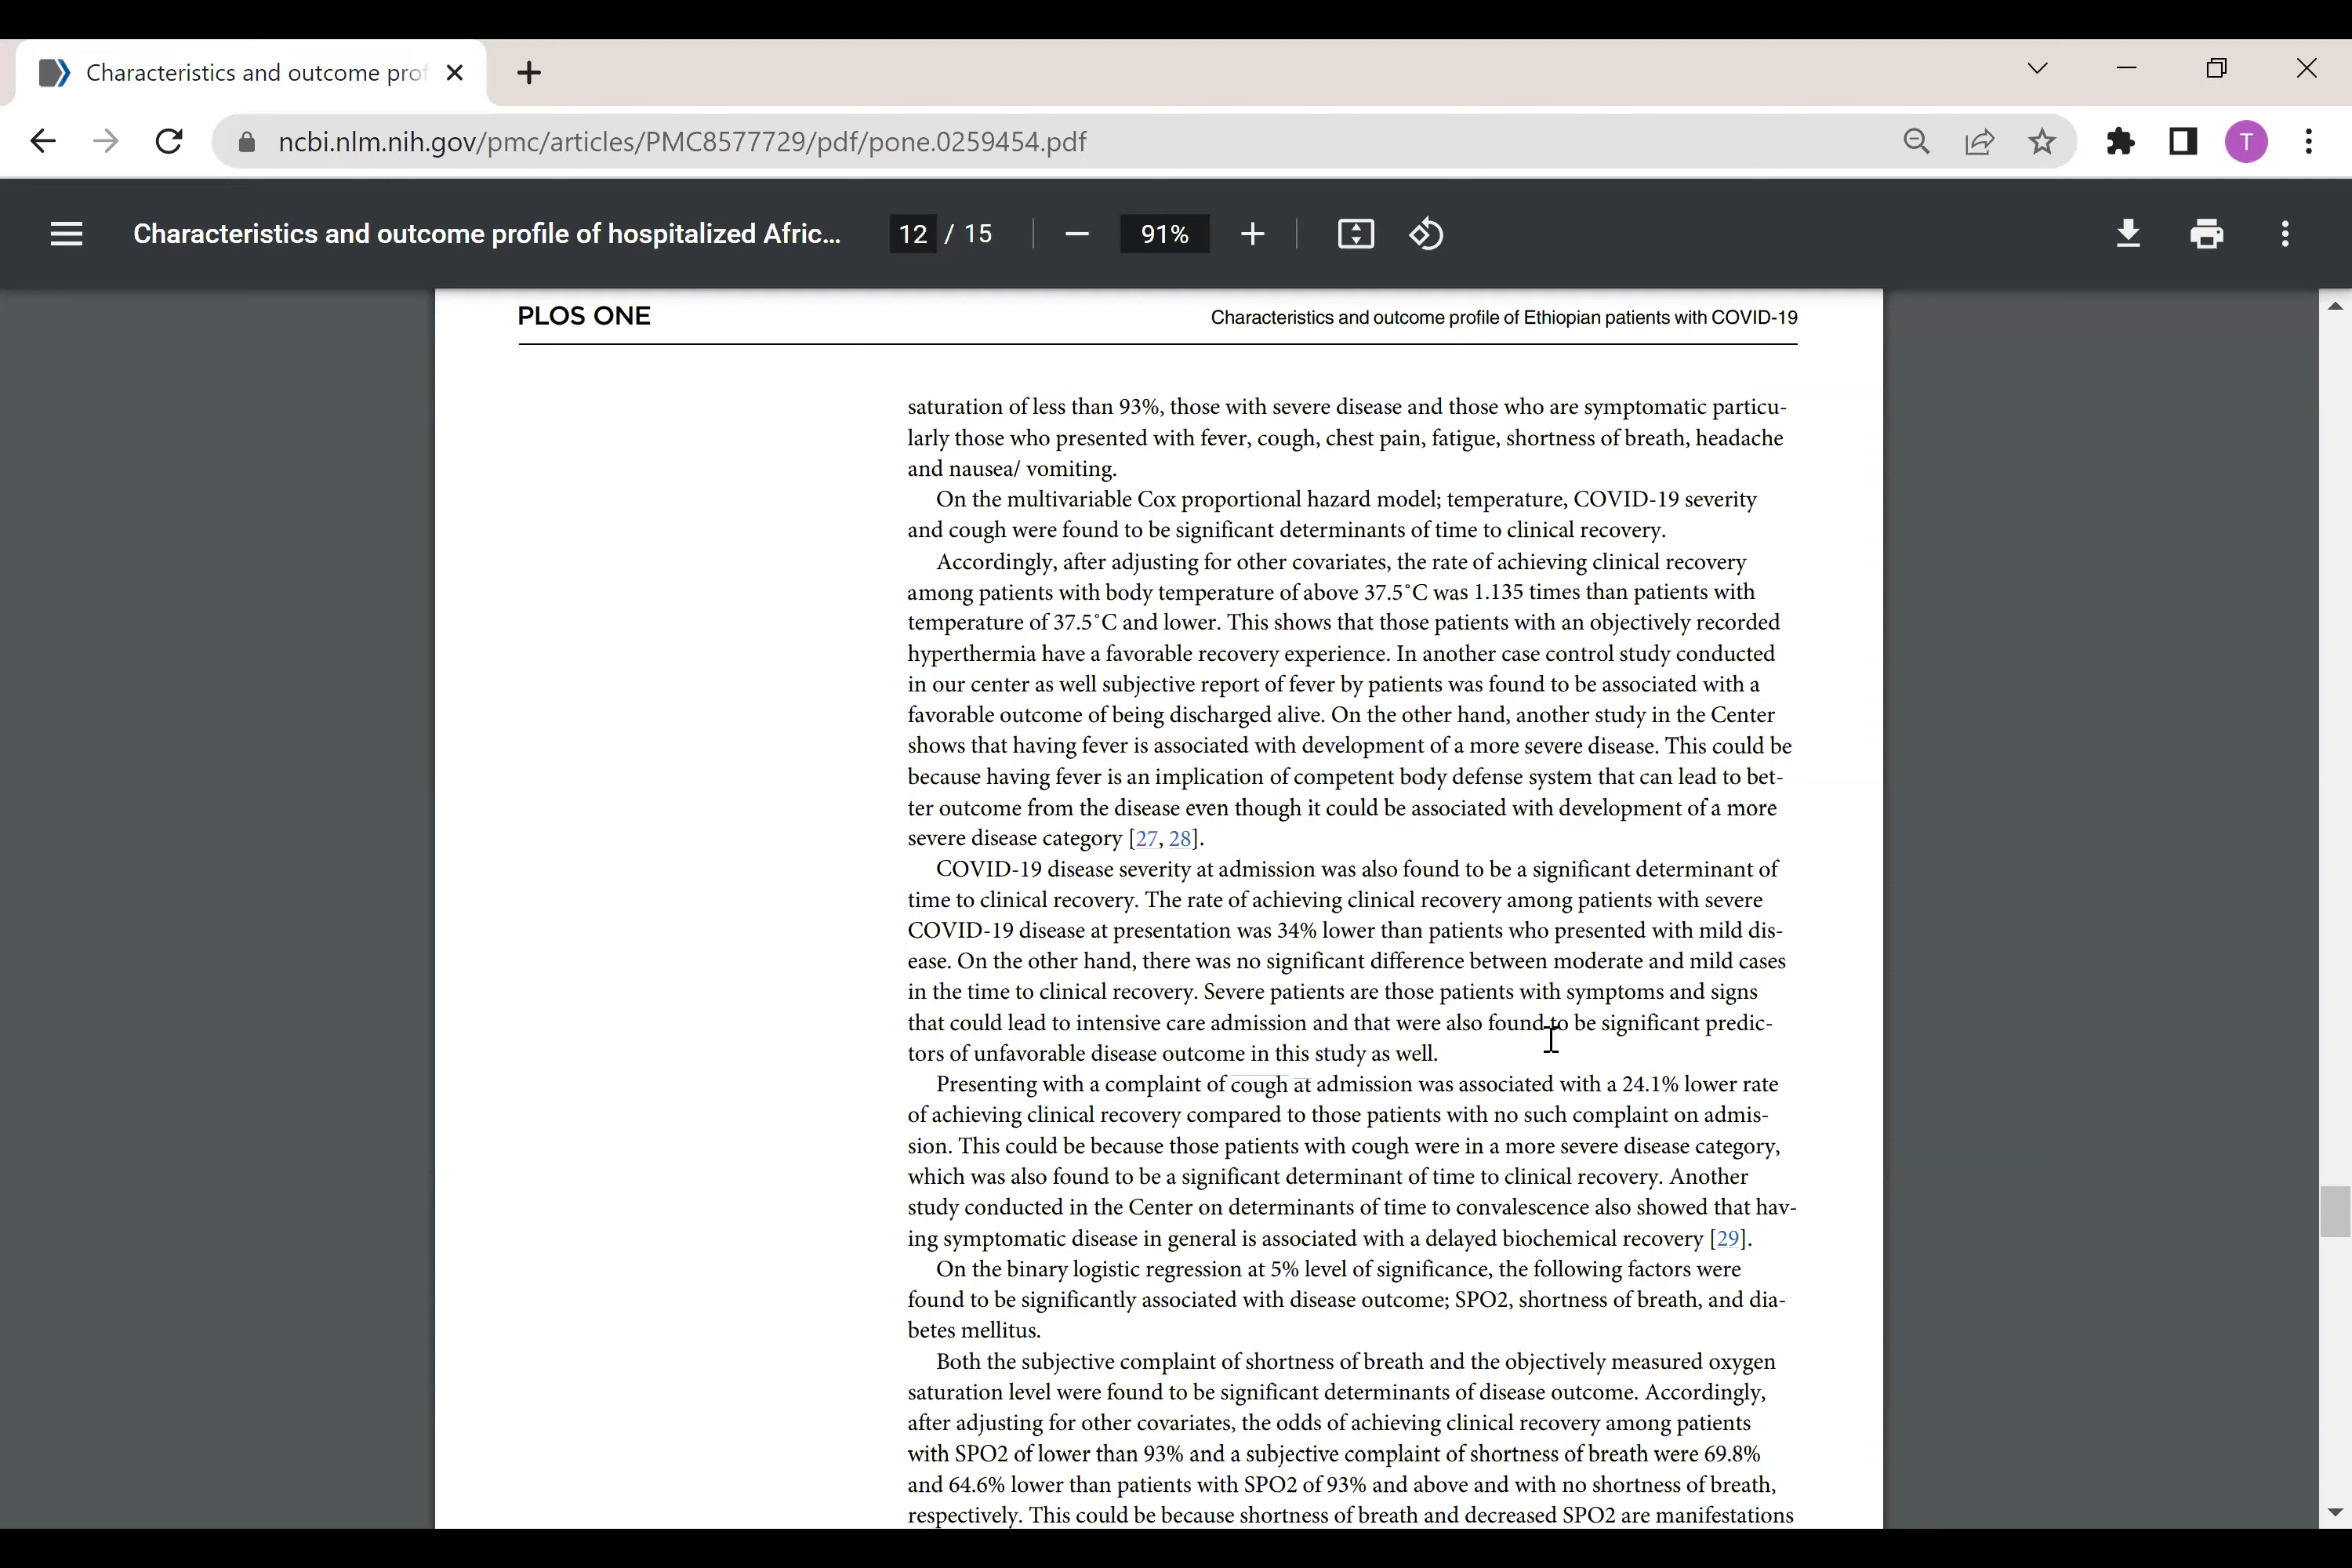 Characteristics and outcome prof
ncbi.nlm.nih.gov/pmc/articles/PMC8577729/pdf/pone.0259454.pdf
T
Characteristics and outcome profile of hospitalized Afric...
12 / 15
91%
PLOS ONE
Characteristics and outcome profile of Ethiopian patients with COVID-19
saturation of less than 93%, those with severe disease and those who are symptomatic particu-
larly those who presented with fever, cough, chest pain, fatigue, shortness of breath, headache
and nausea/ vomiting.
On the multivariable Cox proportional hazard model; temperature, COVID-19 severity
and cough were found to be significant determinants of time to clinical recovery.
Accordingly, after adjusting for other covariates, the rate of achieving clinical recovery
among patients with body temperature of above 37.5˚C was 1.135 times than patients with
temperature of 37.5˚C and lower. This shows that those patients with an objectively recorded
hyperthermia have a favorable recovery experience. In another case control study conducted
in our center as well subjective report of fever by patients was found to be associated with a
favorable outcome of being discharged alive. On the other hand, another study in the Center
shows that having fever is associated with development of a more severe disease. This could be
because having fever is an implication of competent body defense system that can lead to bet-
ter outcome from the disease even though it could be associated with development of a more
severe disease category [27, 28].
COVID-19 disease severity at admission was also found to be a significant determinant of
time to clinical recovery. The rate of achieving clinical recovery among patients with severe
COVID-19 disease at presentation was 34% lower than patients who presented with mild dis-
ease. On the other hand, there was no significant difference between moderate and mild cases
in the time to clinical recovery. Severe patients are those patients with symptoms and signs
that could lead to intensive care admission and that were also found to be significant predic-
tors of unfavorable disease outcome in this study as well.
Presenting with a complaint of cough at admission was associated with a 24.1% lower rate
of achieving clinical recovery compared to those patients with no such complaint on admis-
sion. This could be because those patients with cough were in a more severe disease category,
which was also found to be a significant determinant of time to clinical recovery. Another
study conducted in the Center on determinants of time to convalescence also showed that hav-
ing symptomatic disease in general is associated with a delayed biochemical recovery [29].
On the binary logistic regression at 5% level of significance, the following factors were
found to be significantly associated with disease outcome; SPO2, shortness of breath, and dia-
betes mellitus.
Both the subjective complaint of shortness of breath and the objectively measured oxygen
saturation level were found to be significant determinants of disease outcome. Accordingly,
after adjusting for other covariates, the odds of achieving clinical recovery among patients
with SPO2 of lower than 93% and a subjective complaint of shortness of breath were 69.8%
and 64.6% lower than patients with SPO2 of 93% and above and with no shortness of breath,
respectively. This could be because shortness of breath and decreased SPO2 are manifestations